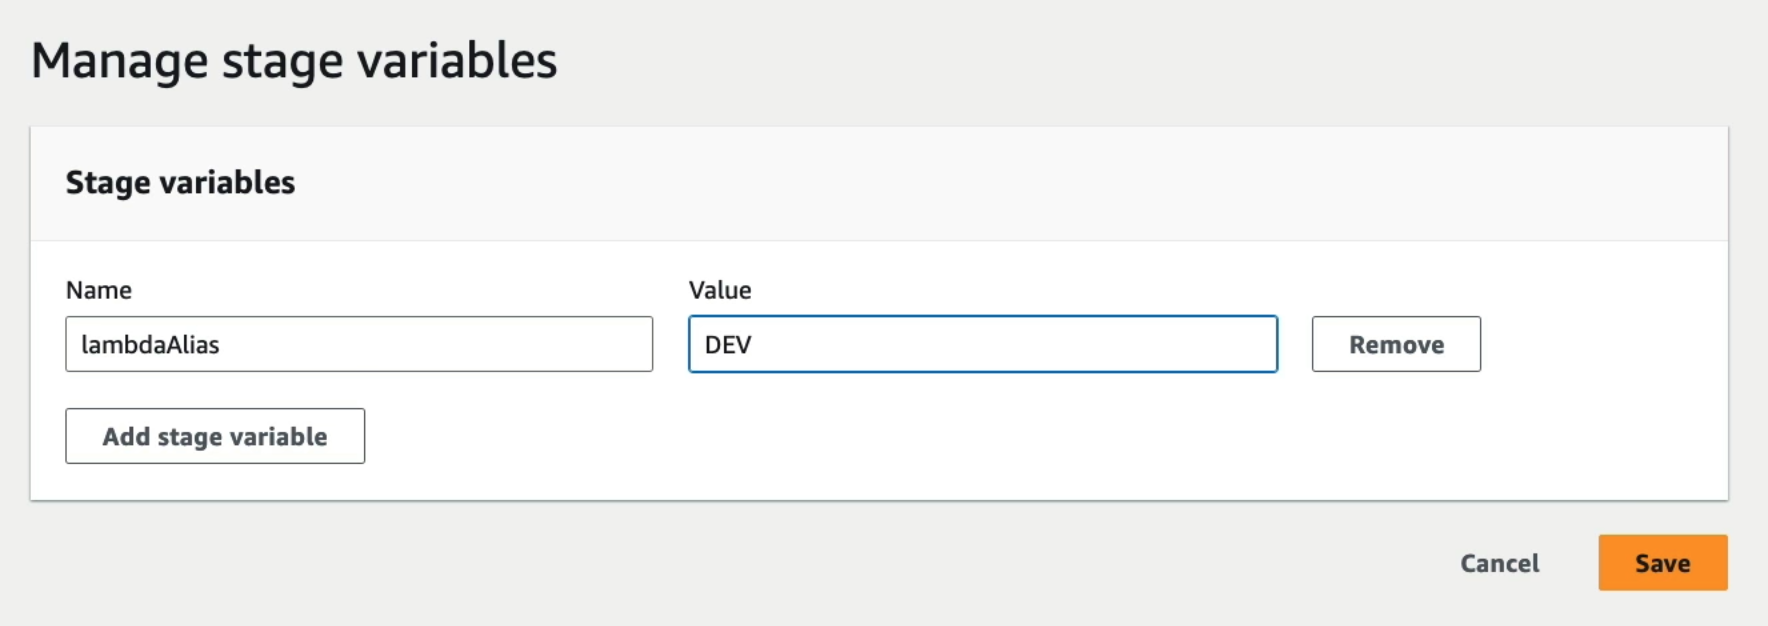 Manage stage variables
Stage variables
Name
Value
lambdaAlias
DEV
Remove
Add stage variable
Cancel
Save